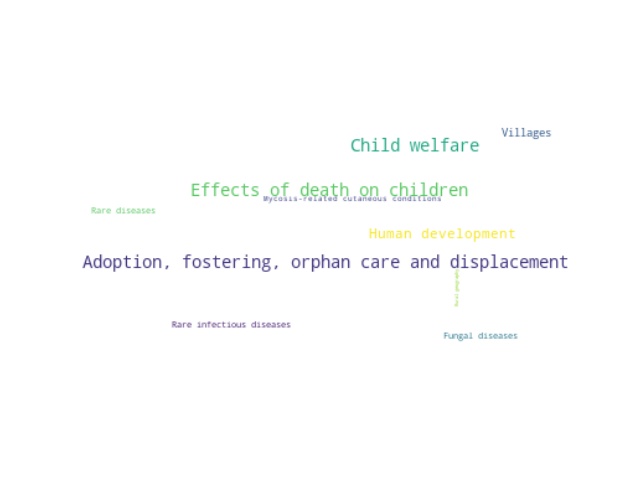 Villages
Child welfare
Effects of death on children
Mycosis-related cutaneous conditions
Rare diseases
Human development
Adoption, fostering, orphan care and displacement
Rare infectious diseases
Fungal diseases